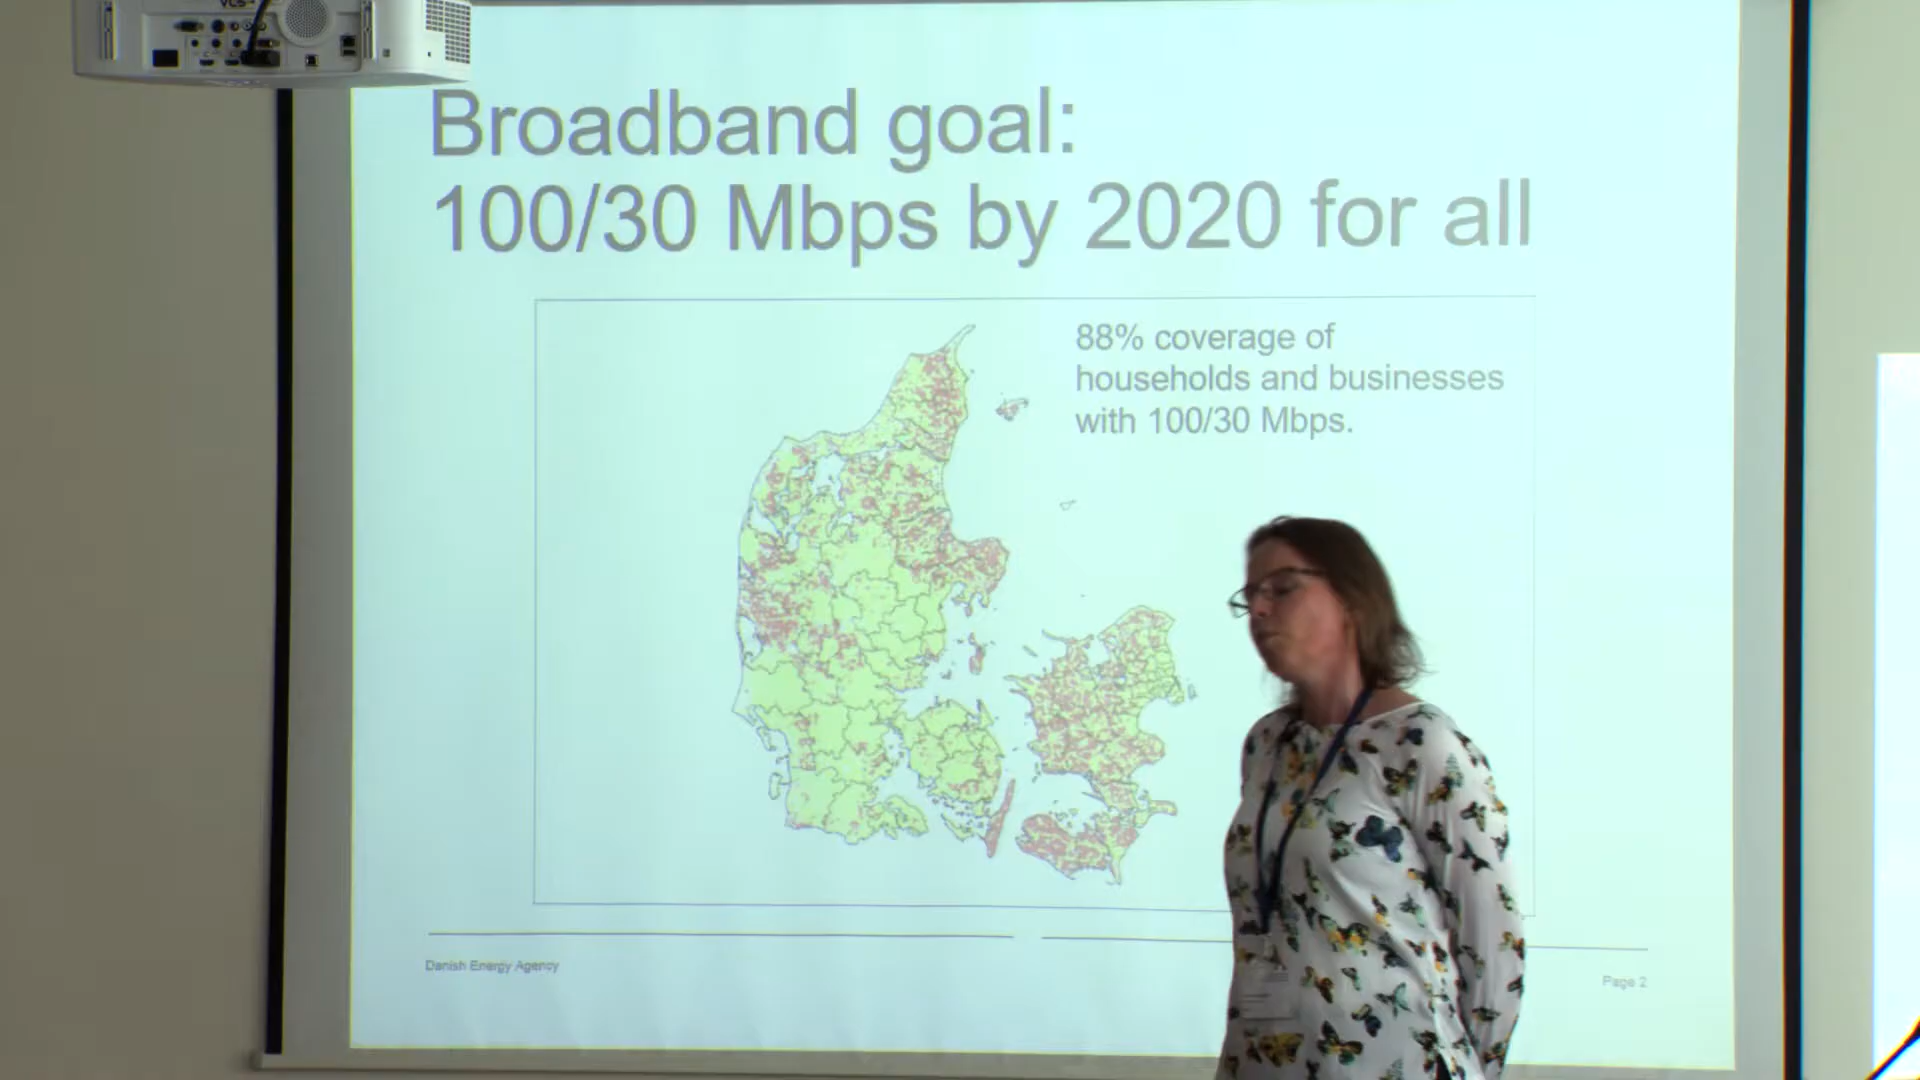 Broadband goal:
100/30 Mbps by 2020 for all
88% coverage of
households and businesses
with 100/30 Mbps.
Danish Energy Agency
Page 2